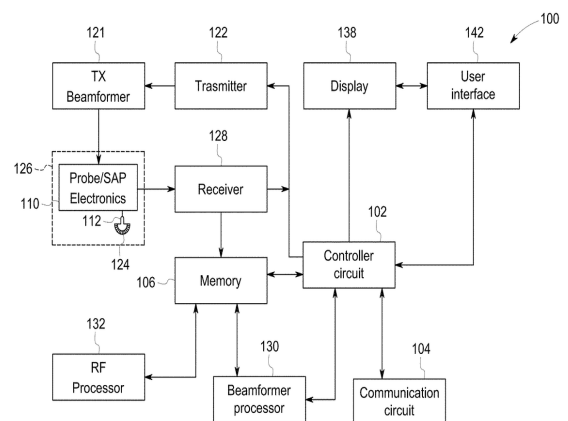 100
121
122
138
142
TX
Beamformer
Trasmitter
Display
User
interface
126
128
Probe/SAP
Electronics
110
112
124
Receiver
102
Controller
circuit
106
Memory
132
RF
Processor
130
Beamformer
processor
104
Communication
circuit